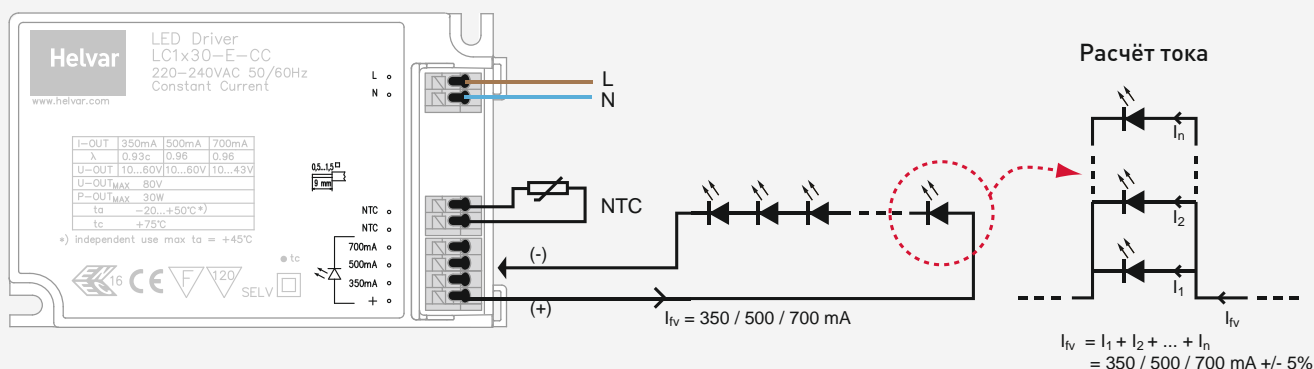 Helvar
www.helvar.com
LED Driver
LC1x30-E-CC
220-240VAC 50/60Hz
Constant Current
I-OUT 350mA 500mA 700mA
λ 0.93c 0.96 0.96
U-OUT 10...60V 10...60V 10...43V
U-OUTMAX 80V
P-OUTMAX 30W
ta -20...+50°C*)
tc +75°C
*) Independent use max ta = +45°C
16
F
120
SELV
tc
L
N
0,5...1,5
9 mm
NTC
NTC
700mA
500mA
350mA
+
L
N
NTC
(-)
(+)
Ifv = 350 / 500 / 700 mA
Расчёт тока
In
I2
I1
Ifv
Ifv = I1 + I2 + ... + In
= 350 / 500 / 700 mA +/- 5%